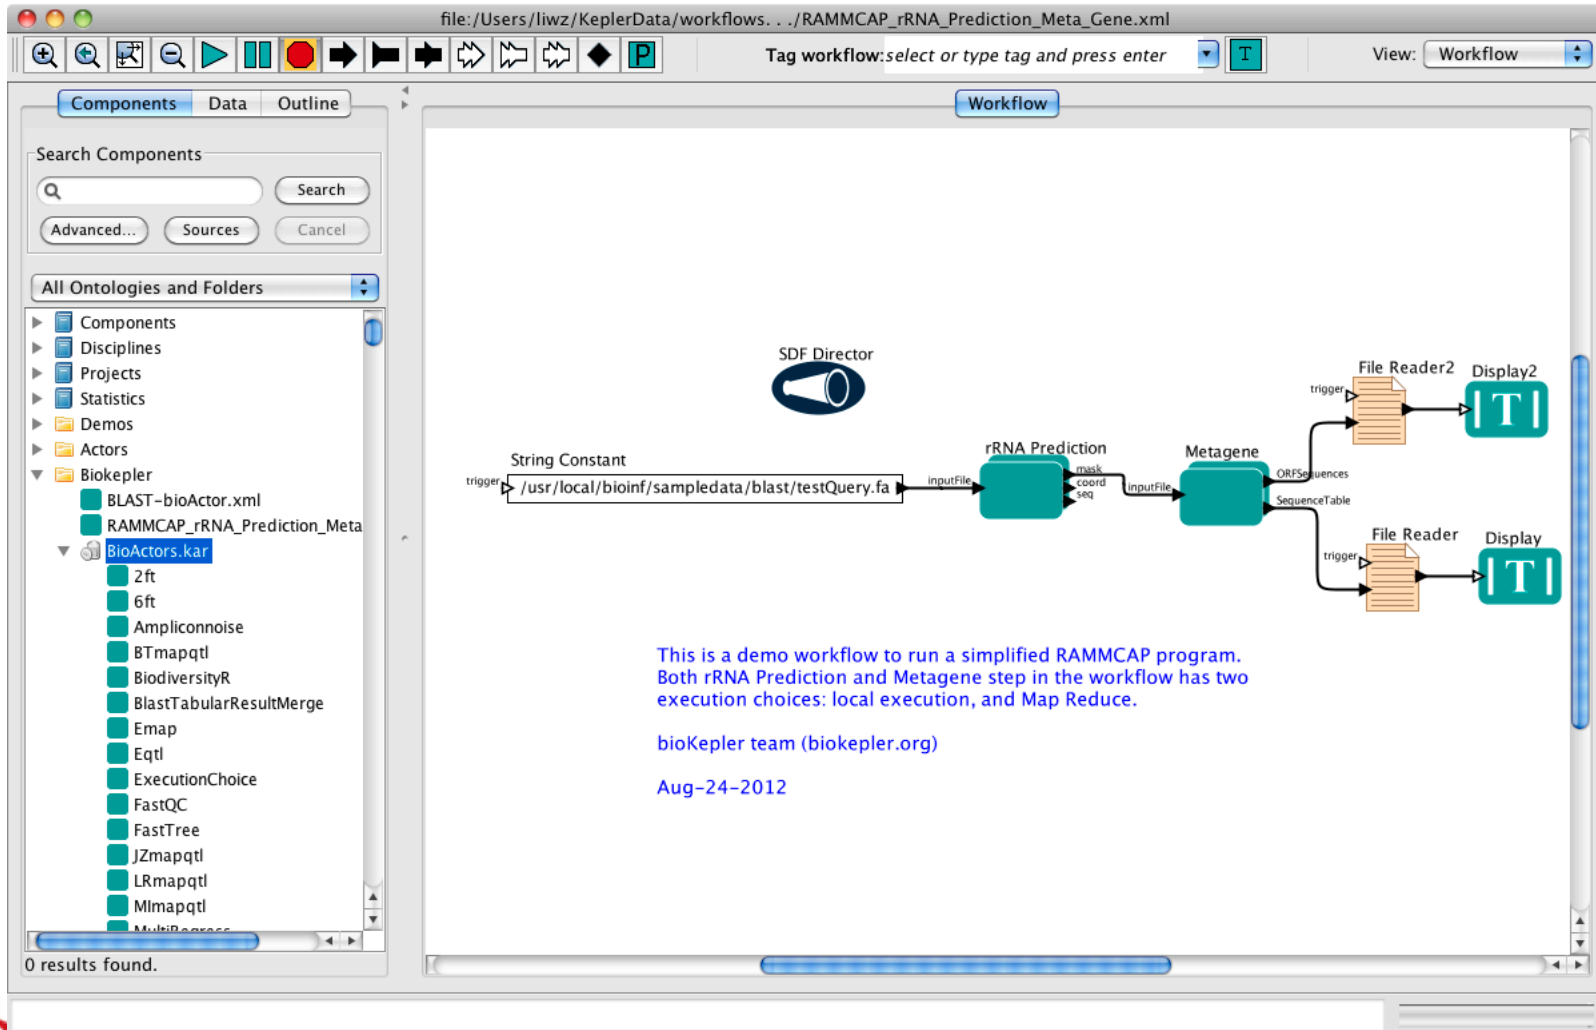 file:/Users/liwz/KeplerData/workflows. . ./RAMMCAP_rRNA_Prediction_Meta_Gene.xml
P
Tag workflow: select or type tag and press enter
T
View: Workflow
Components Data Outline
Workflow
Search Components
Search
Advanced... Sources Cancel
All Ontologies and Folders
Components
Disciplines
Projects
Statistics
Demos
Actors
Biokepler
BLAST-bioActor.xml
RAMMCAP_rRNA_Prediction_Meta
BioActors.kar
2ft
6ft
Ampliconnoise
BTmapqtl
BiodiversityR
BlastTabularResultMerge
Emap
Eqtl
ExecutionChoice
FastQC
FastTree
JZmapqtl
LRmapqtl
MImapqtl
MultiRegress
0 results found.
SDF Director
String Constant
trigger
/usr/local/bioinf/sampledata/blast/testQuery.fa
inputFile
rRNA Prediction
mask
coord
seq
inputFile
Metagene
ORFSequences
SequenceTable
File Reader2
trigger
Display2
T
File Reader
trigger
Display
T
This is a demo workflow to run a simplified RAMMCAP program.
Both rRNA Prediction and Metagene step in the workflow has two
execution choices: local execution, and Map Reduce.
bioKepler team (biokepler.org)
Aug-24-2012